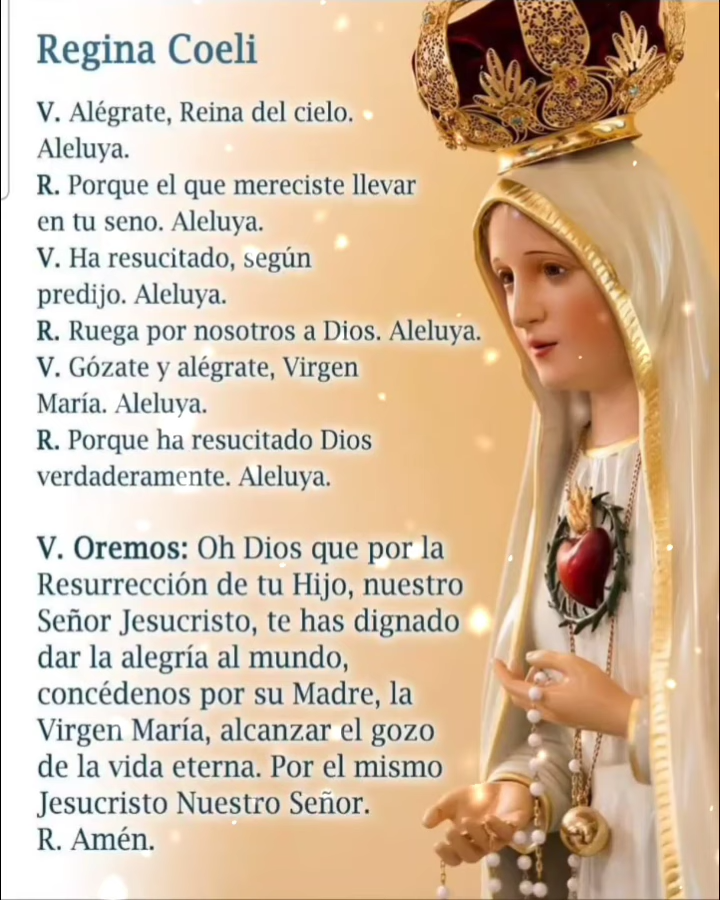 Regina Coeli
V. Alégrate, Reina del cielo.
Aleluya.
R. Porque el que mereciste llevar
en tu seno. Aleluya.
V. Ha resucitado, según
predijo. Aleluya.
R. Ruega por nosotros a Dios. Aleluya.
V. Gózate y alégrate, Virgen
María. Aleluya.
R. Porque ha resucitado Dios
verdaderamente. Aleluya.
V. Oremos: Oh Dios que por la
Resurrección de tu Hijo, nuestro
Señor Jesucristo, te has dignado
dar la alegría al mundo,
concédenos por su Madre, la
Virgen María, alcanzar el gozo
de la vida eterna. Por el mismo
Jesucristo Nuestro Señor.
R. Amén.